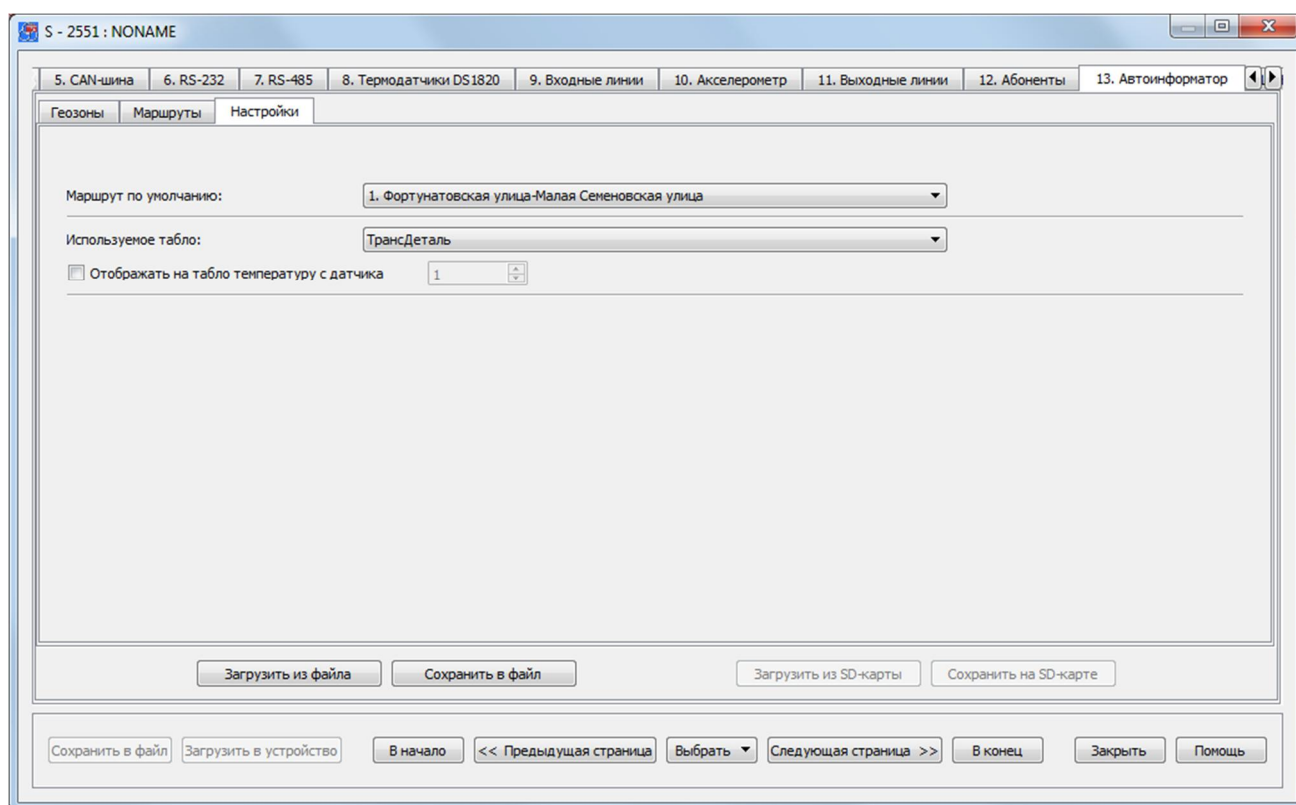 S - 2551 : NONAME
5. CAN-шина 6. RS-232 7. RS-485 8. Термодатчики DS1820 9. Входные линии 10. Акселерометр 11. Выходные линии 12. Абоненты 13. Автоинформатор
Геозоны Маршруты Настройки
Маршрут по умолчанию: 1. Фортунатовская улица-Малая Семеновская улица
Используемое табло: ТрансДеталь
Отображать на табло температуру с датчика 1
Загрузить из файла Сохранить в файл Загрузить из SD-карты Сохранить на SD-карте
Сохранить в файл Загрузить в устройство В начало << Предыдущая страница Выбрать Следующая страница >> В конец Закрыть Помощь